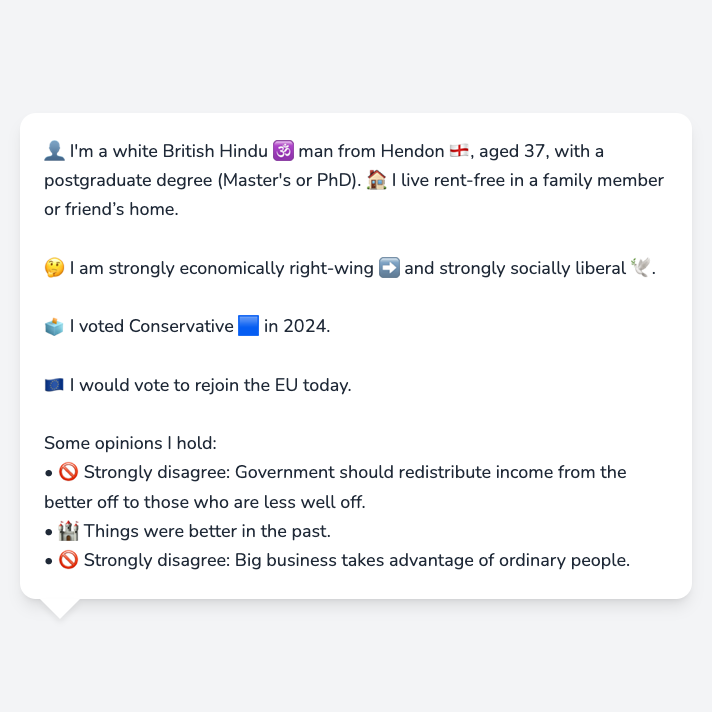 👤 I'm a white British Hindu 🕉️ man from Hendon 🏴󠁧󠁢󠁥󠁮󠁧󠁿, aged 37, with a
postgraduate degree (Master's or PhD). 🏠 I live rent-free in a family member
or friend’s home.
🤔 I am strongly economically right-wing ➡️ and strongly socially liberal 🕊️.
🗳️ I voted Conservative 🟦 in 2024.
🇪🇺 I would vote to rejoin the EU today.
Some opinions I hold:
• 🚫 Strongly disagree: Government should redistribute income from the
better off to those who are less well off.
• 🏰 Things were better in the past.
• 🚫 Strongly disagree: Big business takes advantage of ordinary people.